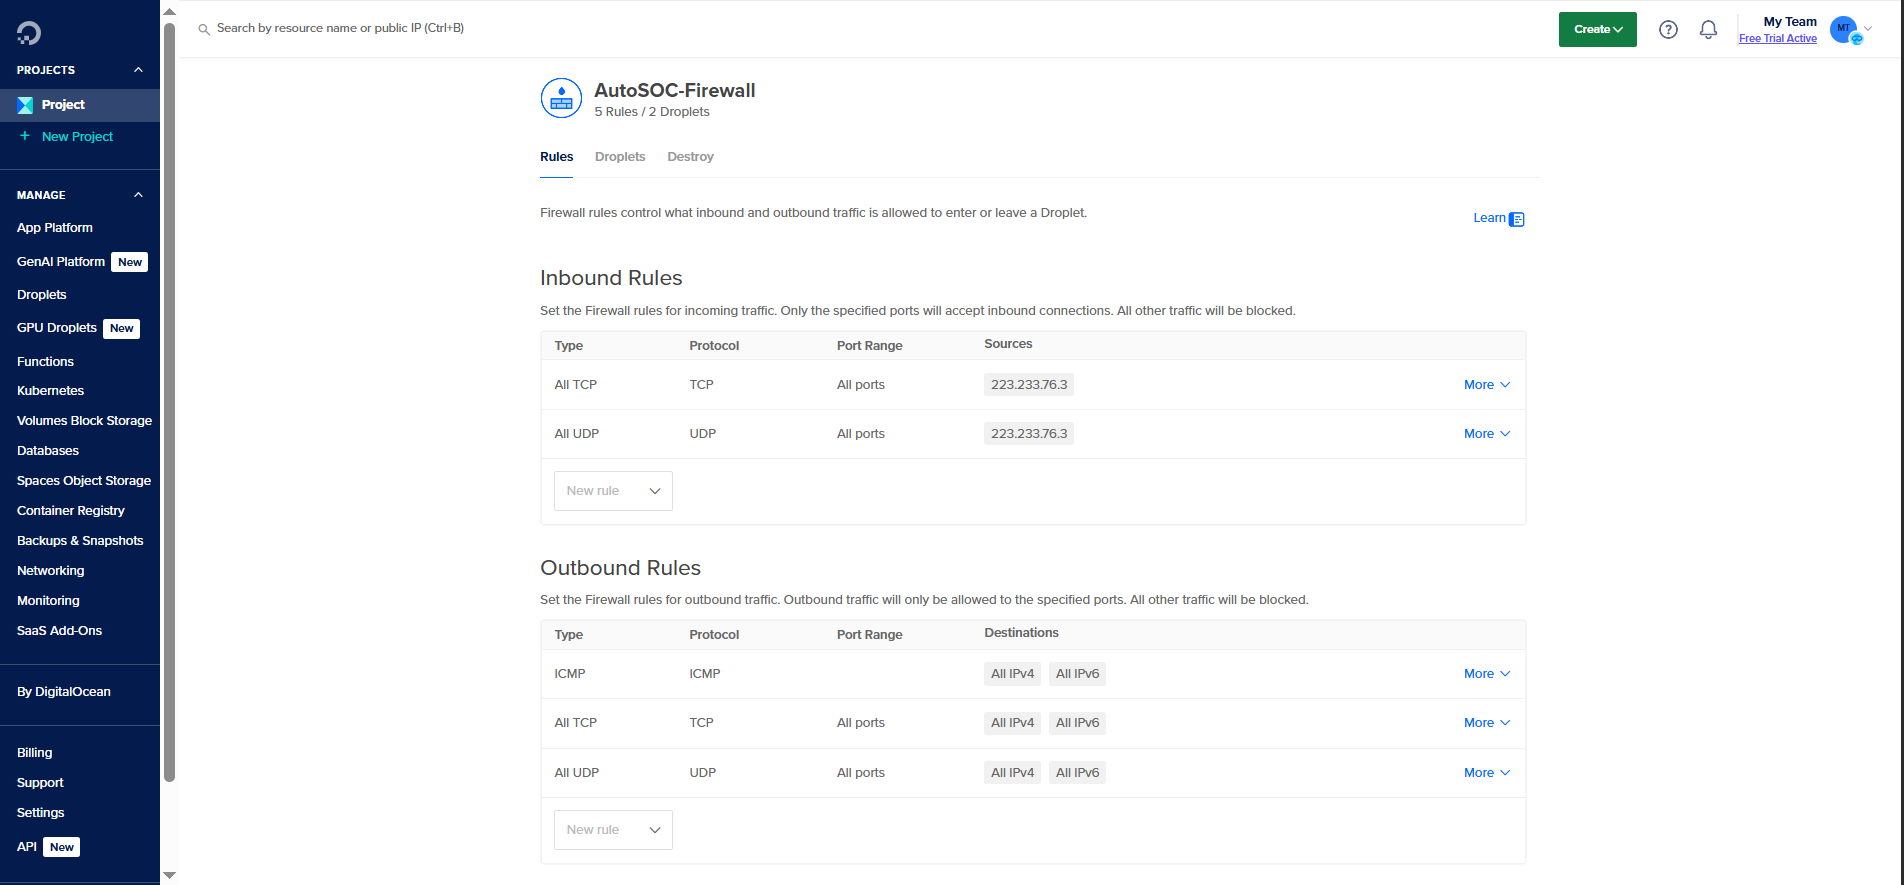 Search by resource name or public IP (Ctrl+B)
Create
My Team
Free Trial Active
MT
PROJECTS
Project
+ New Project
MANAGE
App Platform
GenAI Platform New
Droplets
GPU Droplets New
Functions
Kubernetes
Volumes Block Storage
Databases
Spaces Object Storage
Container Registry
Backups & Snapshots
Networking
Monitoring
SaaS Add-Ons
By DigitalOcean
Billing
Support
Settings
API New
AutoSOC-Firewall
5 Rules / 2 Droplets
Rules Droplets Destroy
Firewall rules control what inbound and outbound traffic is allowed to enter or leave a Droplet.
Learn
Inbound Rules
Set the Firewall rules for incoming traffic. Only the specified ports will accept inbound connections. All other traffic will be blocked.
Type Protocol Port Range Sources
All TCP TCP All ports 223.233.76.3 More
All UDP UDP All ports 223.233.76.3 More
New rule
Outbound Rules
Set the Firewall rules for outbound traffic. Outbound traffic will only be allowed to the specified ports. All other traffic will be blocked.
Type Protocol Port Range Destinations
ICMP ICMP All IPv4 All IPv6 More
All TCP TCP All ports All IPv4 All IPv6 More
All UDP UDP All ports All IPv4 All IPv6 More
New rule